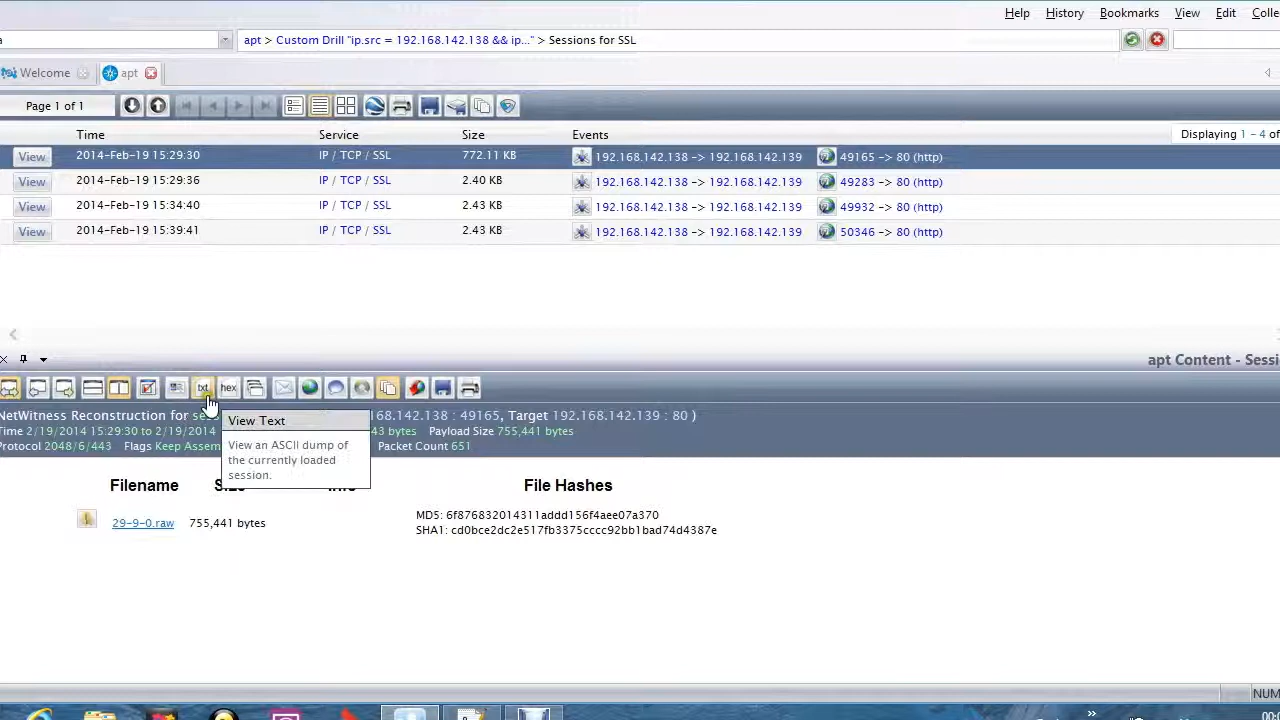 Help History Bookmarks View Edit Colle
a
apt > Custom Drill "ip.src = 192.168.142.138 && ip..." > Sessions for SSL
Welcome apt
Page 1 of 1
Time Service Size Events Displaying 1 - 4 of
View 2014-Feb-19 15:29:30 IP / TCP / SSL 772.11 KB 192.168.142.138 -> 192.168.142.139 49165 -> 80 (http)
View 2014-Feb-19 15:29:36 IP / TCP / SSL 2.40 KB 192.168.142.138 -> 192.168.142.139 49283 -> 80 (http)
View 2014-Feb-19 15:34:40 IP / TCP / SSL 2.43 KB 192.168.142.138 -> 192.168.142.139 49932 -> 80 (http)
View 2014-Feb-19 15:39:41 IP / TCP / SSL 2.43 KB 192.168.142.138 -> 192.168.142.139 50346 -> 80 (http)
apt Content - Sessi
txt hex
NetWitness Reconstruction for 168.142.138 : 49165, Target 192.168.142.139 : 80 )
Time 2/19/2014 15:29:30 to 2/19/2014 43 bytes Payload Size 755,441 bytes
Protocol 2048/6/443 Flags Keep Assem Packet Count 651
View Text
View an ASCII dump of
the currently loaded
session.
Filename File Hashes
29-9-0.raw 755,441 bytes
MD5: 6f876832014311addd156f4aee07a370
SHA1: cd0bce2dc2e517fb3375cccc92bb1bad74d4387e
NUM